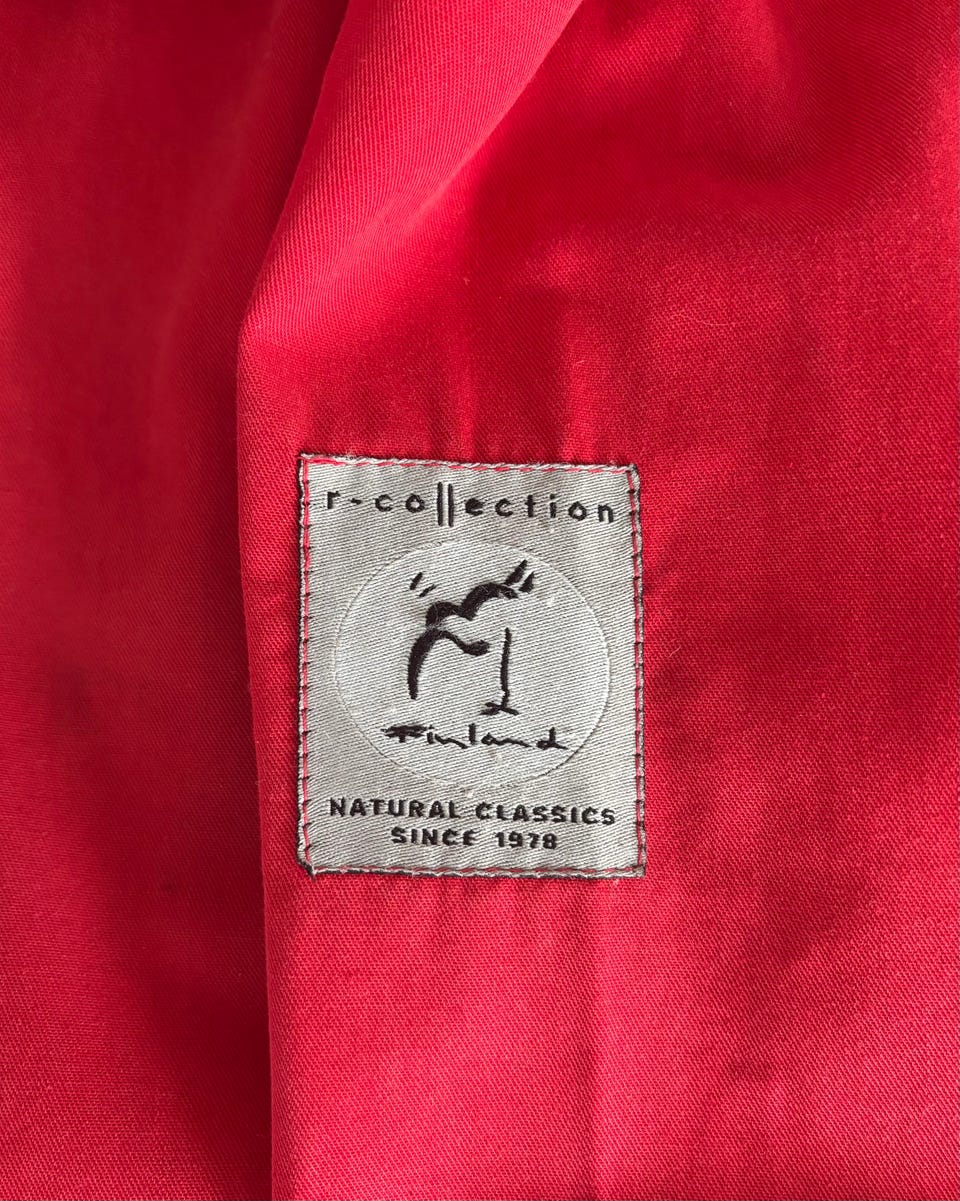 r-collection
Finland
NATURAL CLASSICS
SINCE 1978